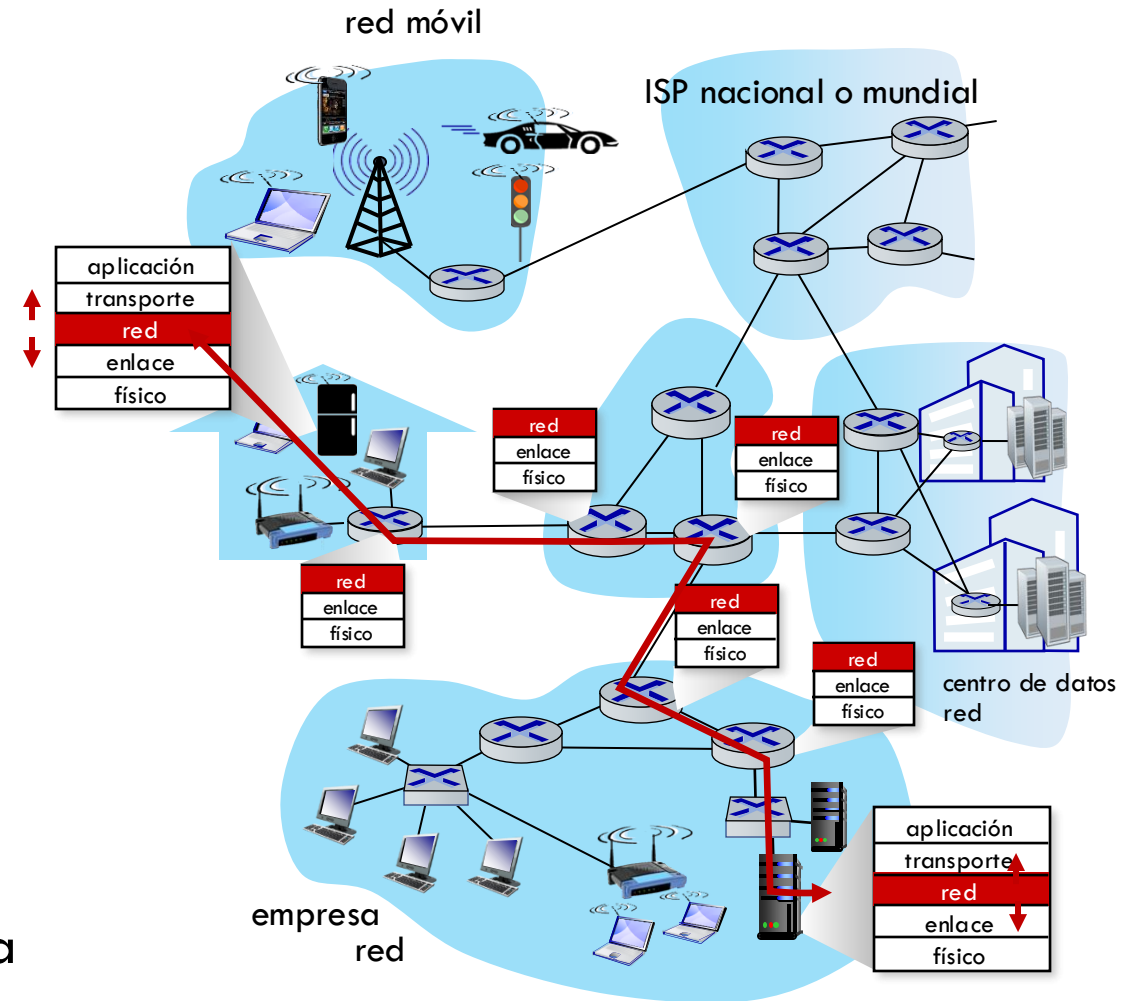 red móvil
ISP nacional o mundial
aplicación
transporte
red
enlace
físico
red
enlace
físico
red
enlace
físico
red
enlace
físico
red
enlace
físico
red
enlace
físico
centro de datos
red
aplicación
transporte
red
enlace
físico
empresa
red
a